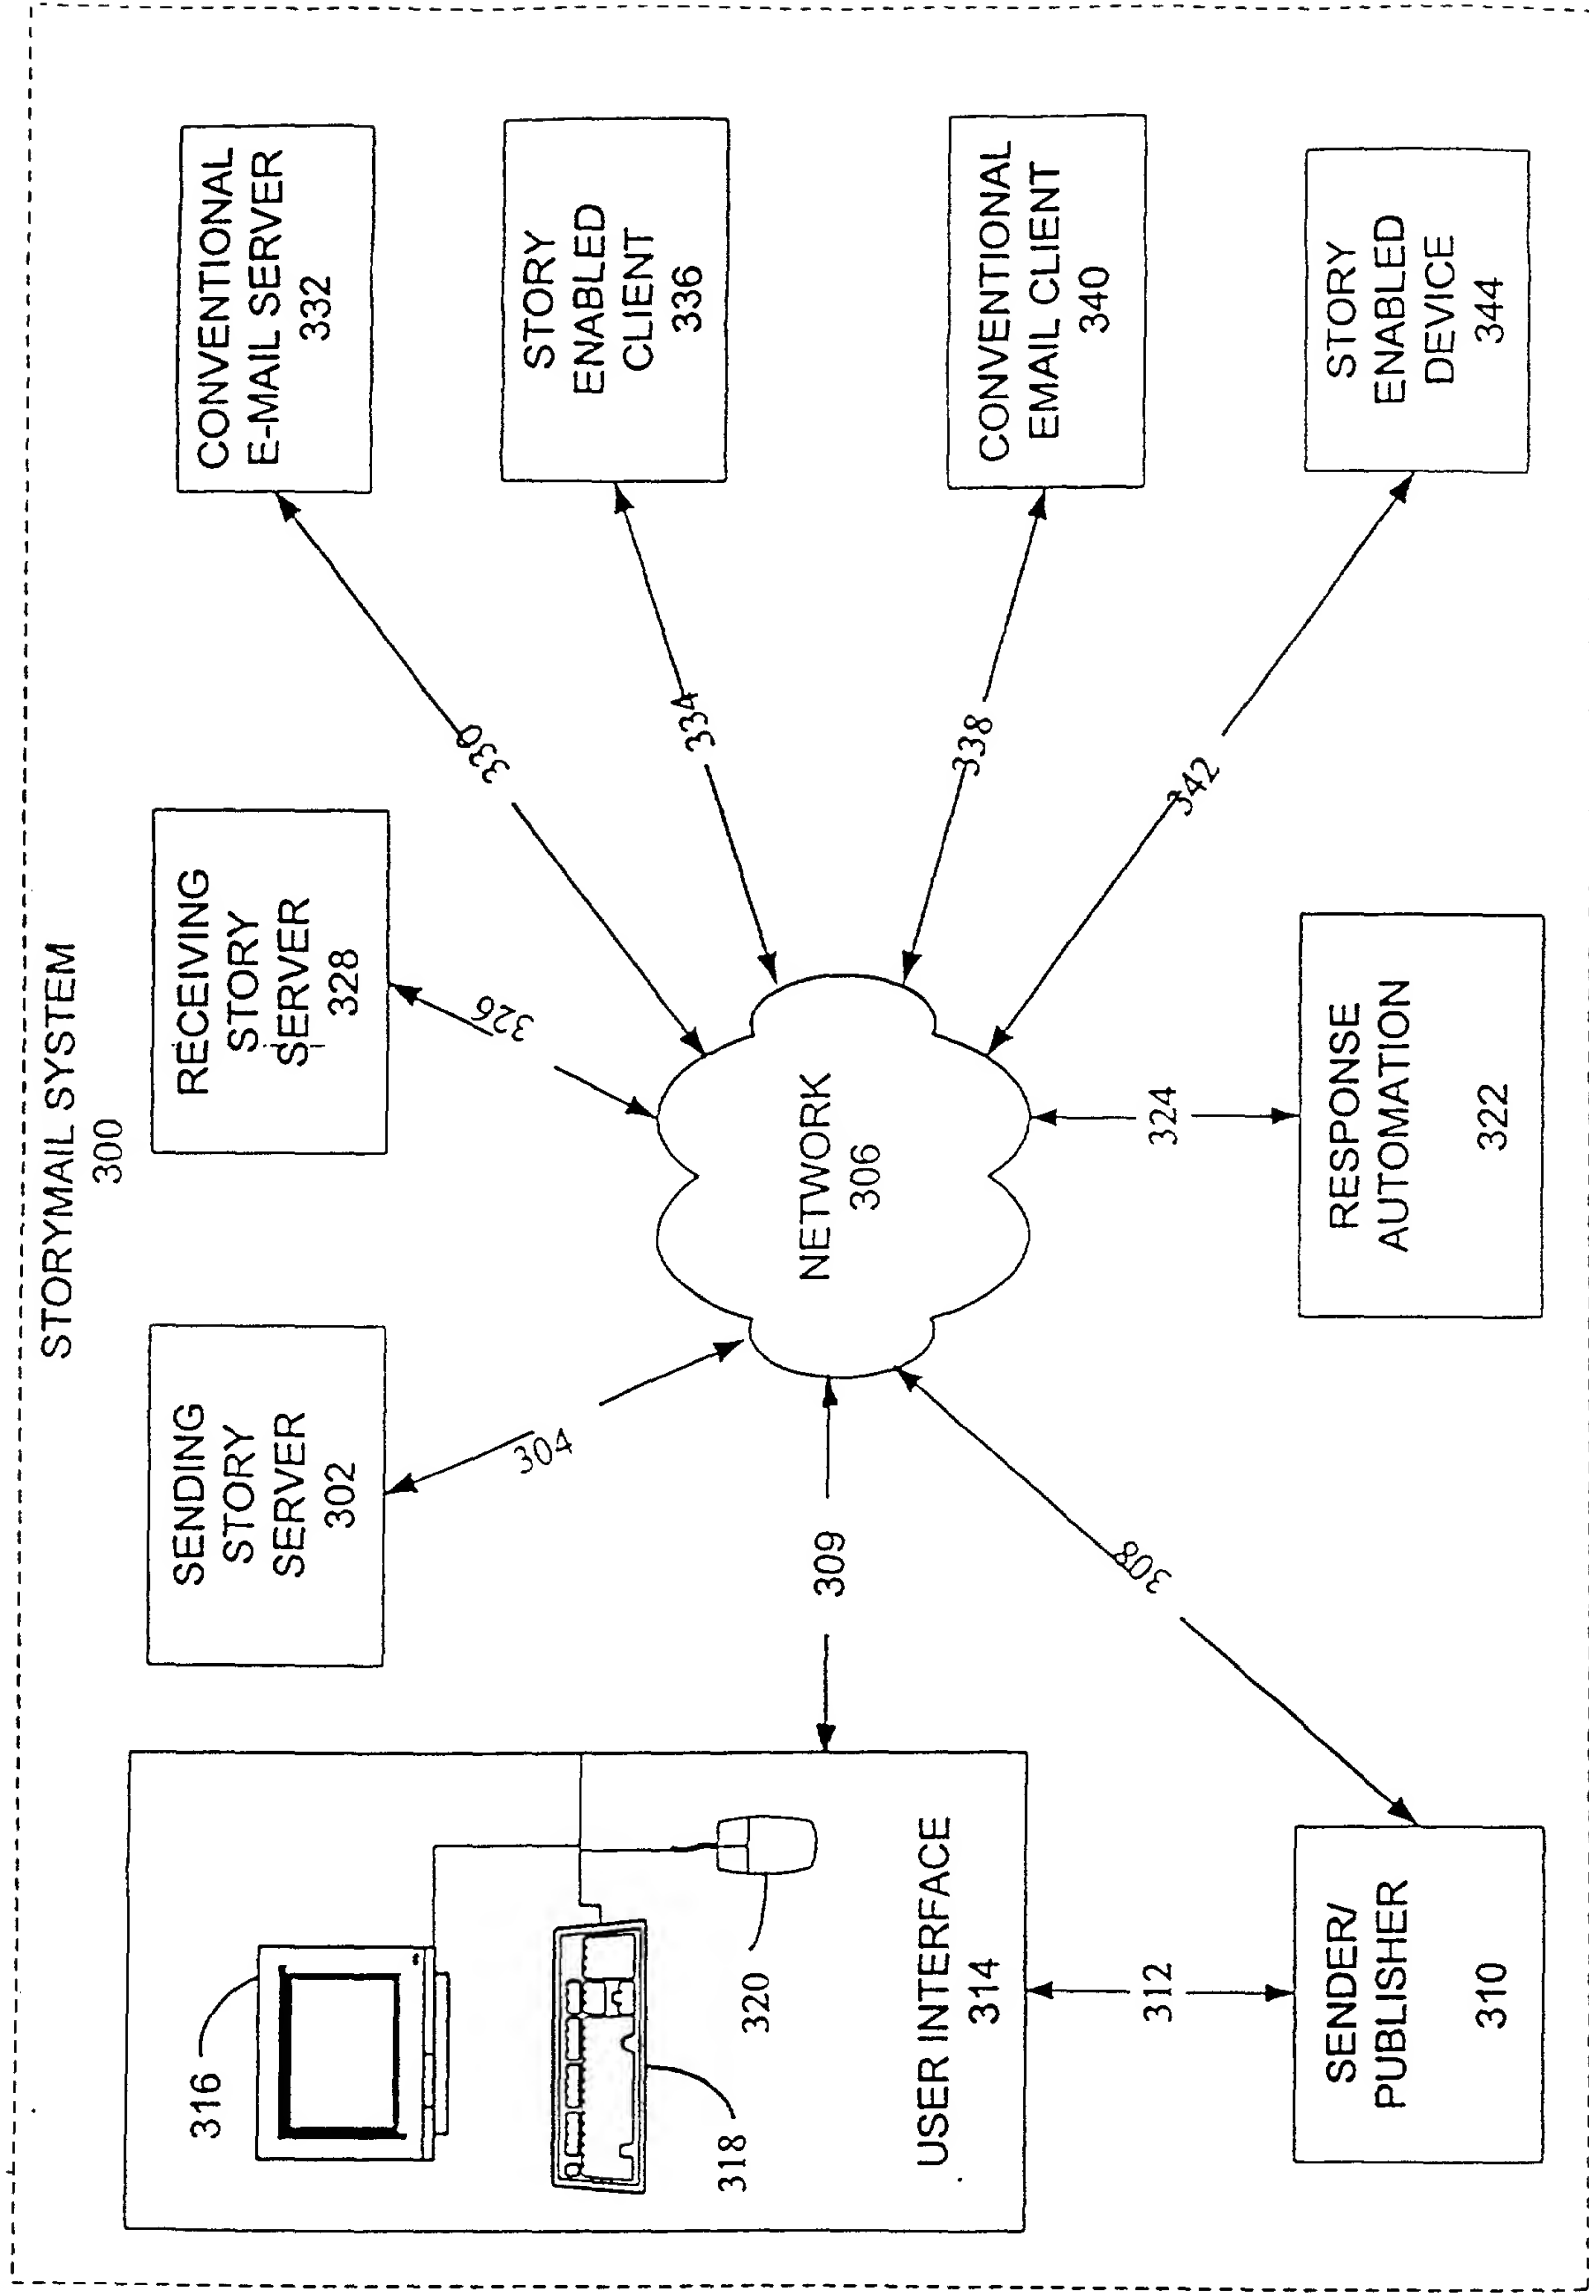 STORYMAIL SYSTEM
300
316
318
320
USER INTERFACE
314
312
SENDER/
PUBLISHER
310
SENDING
STORY
SERVER
302
304
309
308
RECEIVING
STORY
SERVER
328
326
NETWORK
306
324
RESPONSE
AUTOMATION
322
330
334
338
342
CONVENTIONAL
E-MAIL SERVER
332
STORY
ENABLED
CLIENT
336
CONVENTIONAL
EMAIL CLIENT
340
STORY
ENABLED
DEVICE
344